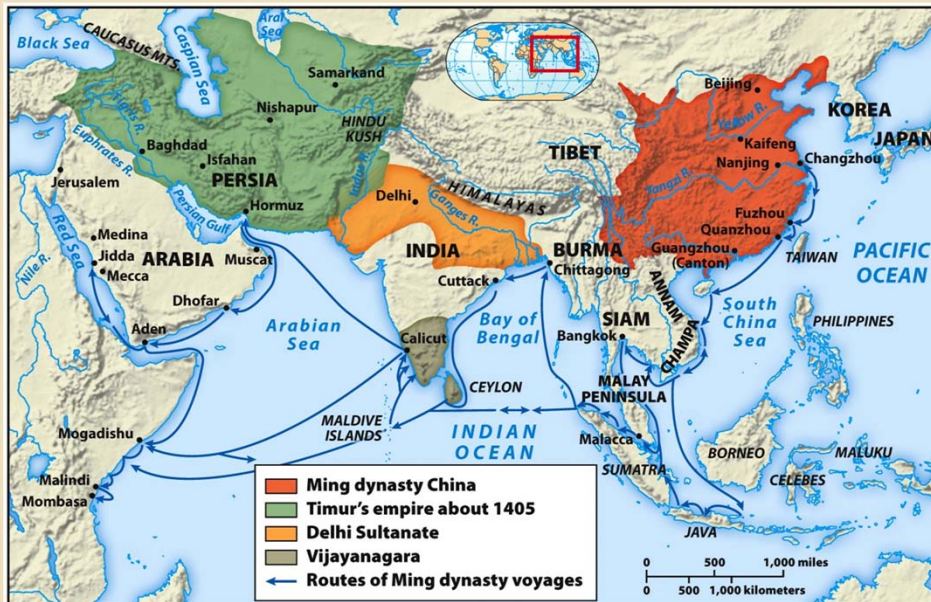 Black Sea
CAUCASUS MTS.
Caspian Sea
Aral
Sea
Samarkand
Nishapur
HINDU
KUSH
Tigris R.
Euphrates R.
Baghdad
Isfahan
PERSIA
Hormuz
Jerusalem
Persian Gulf
Indus R.
Red Sea
Nile R.
Medina
Jidda
Mecca
ARABIA
Muscat
Dhofar
Aden
Arabian
Sea
Delhi
HIMALAYAS
Ganges R.
INDIA
Cuttack
Calicut
Bay of
Bengal
CEYLON
MALDIVE
ISLANDS
INDIAN
OCEAN
Mogadishu
Malindi
Mombasa
TIBET
BURMA
Chittagong
Beijing
Yellow R.
Kaifeng
Nanjing
Changzhou
Yangzi R.
Fuzhou
Quanzhou
Guangzhou
(Canton)
TAIWAN
KOREA
JAPAN
PACIFIC
OCEAN
ANNAM
CHAMPA
SIAM
Bangkok
South
China
Sea
PHILIPPINES
MALAY
PENINSULA
Malacca
SUMATRA
BORNEO
CELEBES
MALUKU
JAVA
Ming dynasty China
Timur's empire about 1405
Delhi Sultanate
Vijayanagara
Routes of Ming dynasty voyages
0 500 1,000 miles
0 500 1,000 kilometers